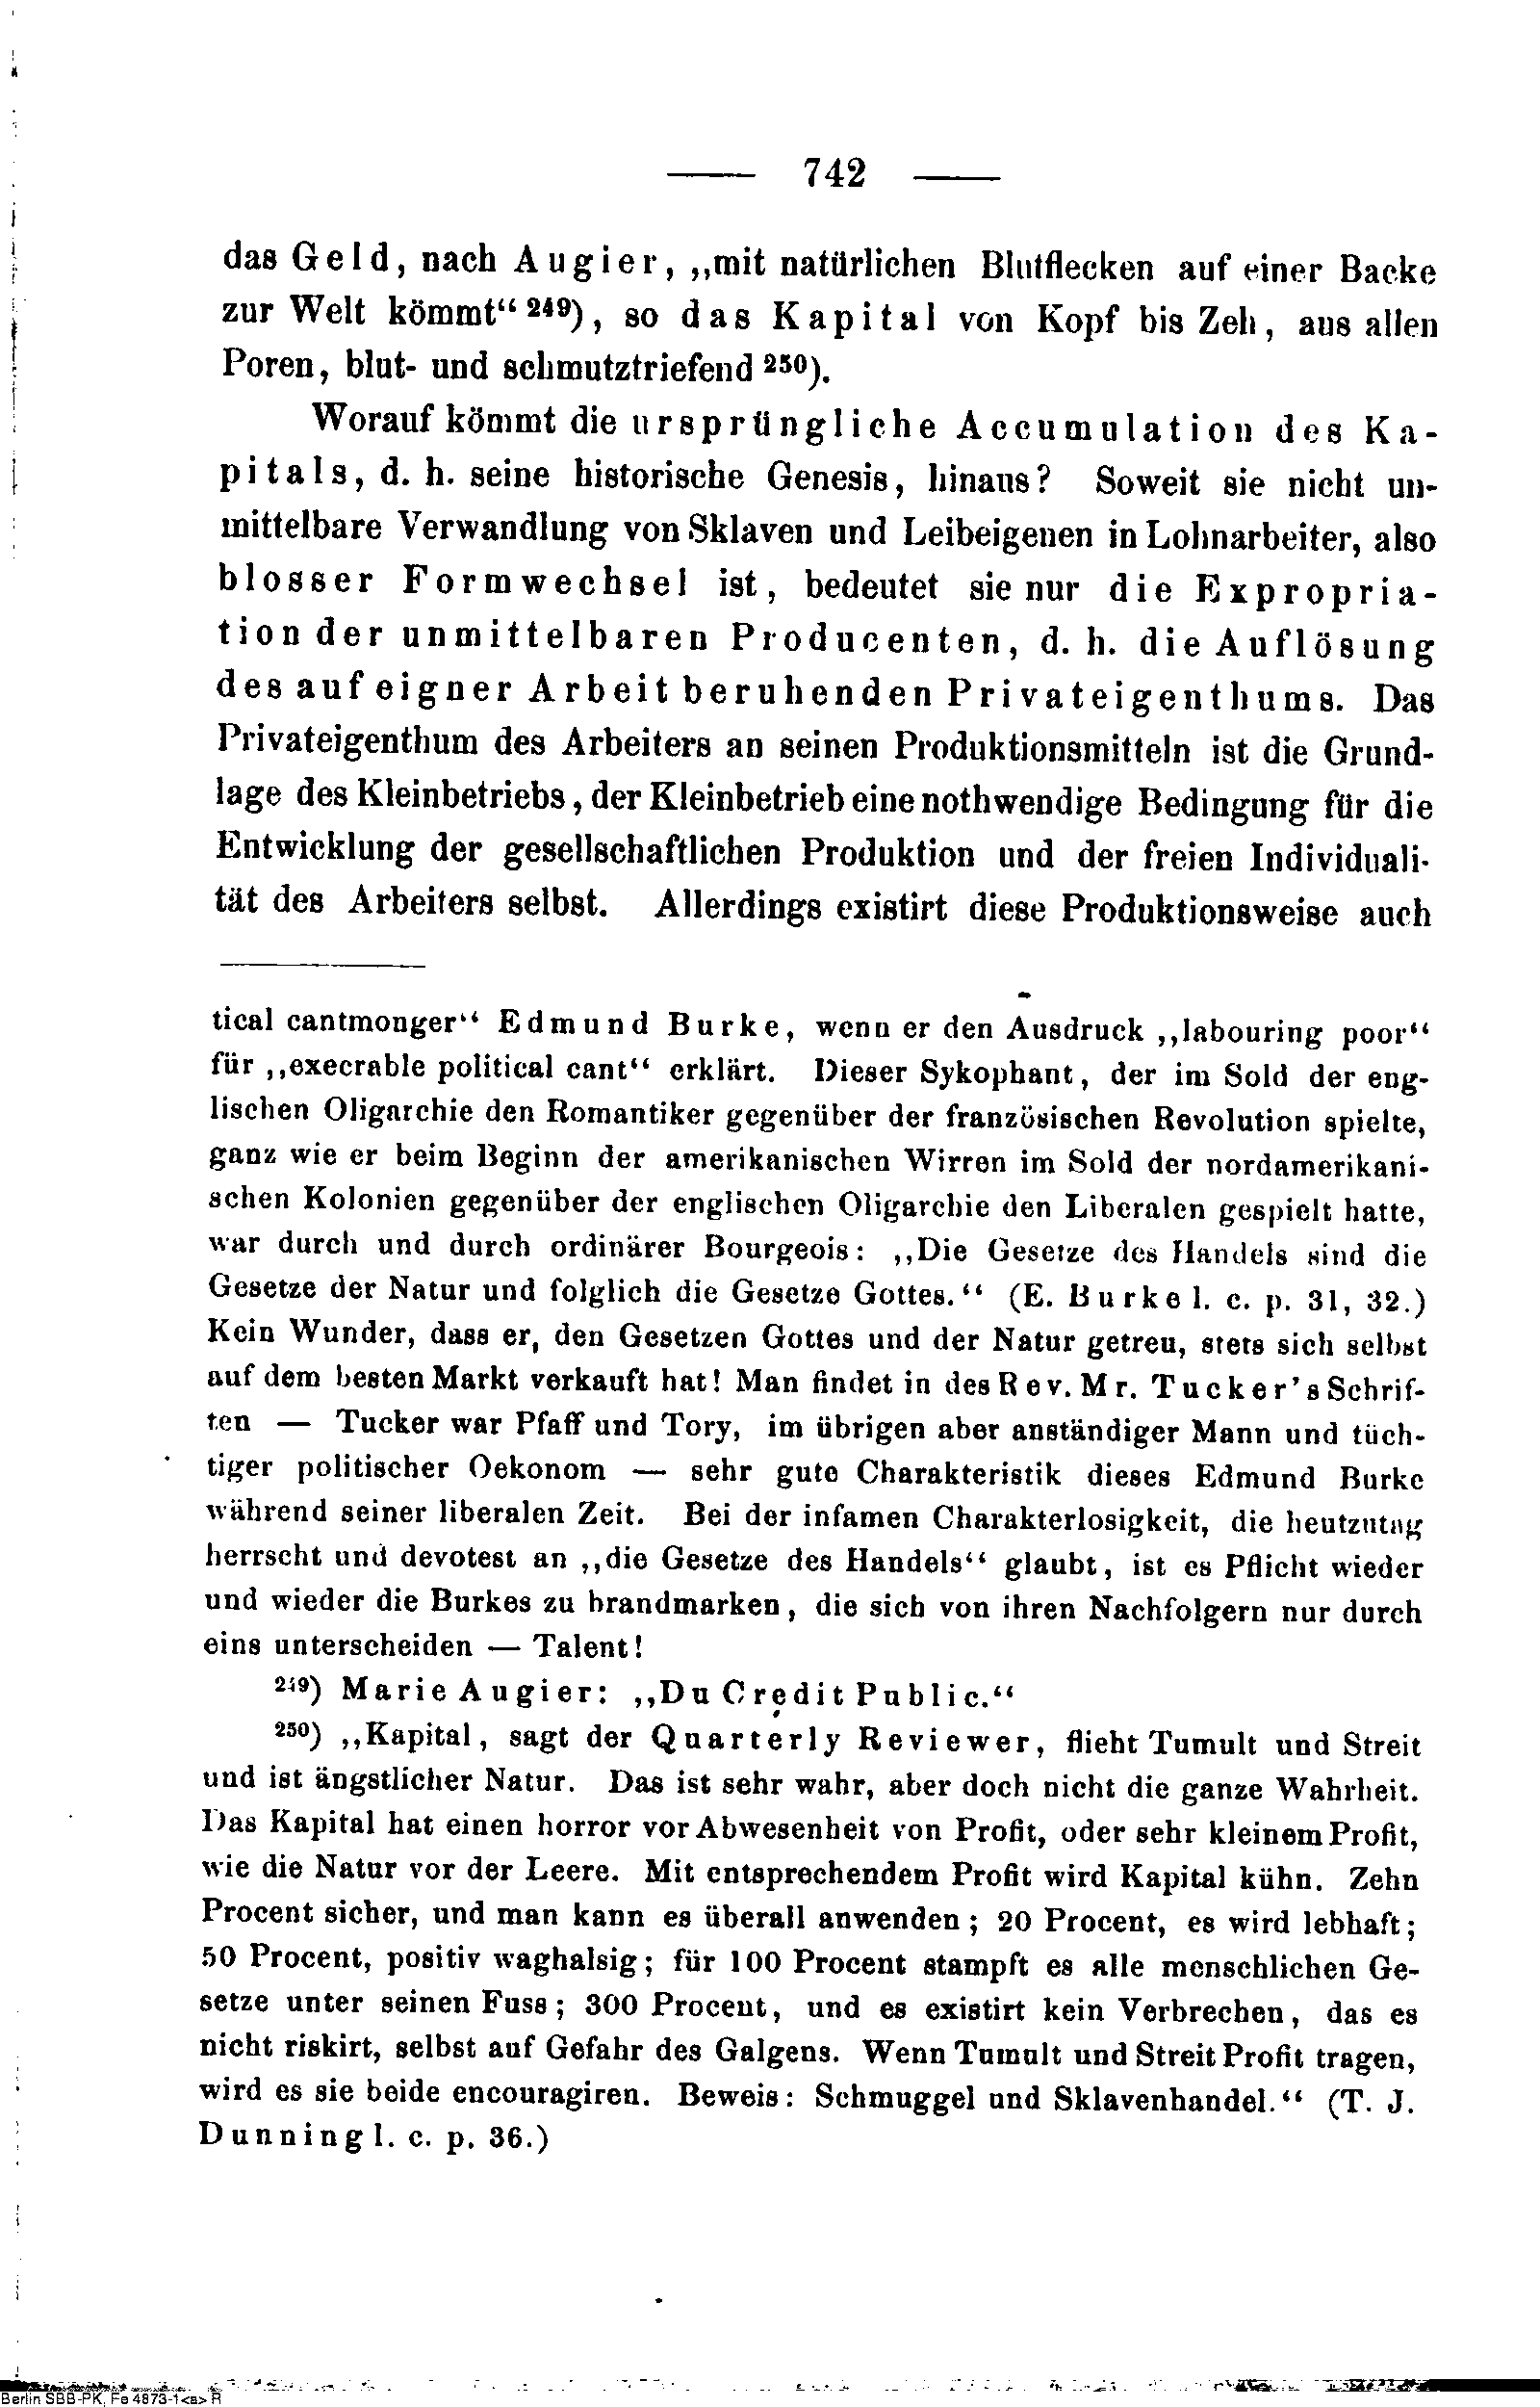 — 742 —
das Geld, nach Augier, „mit natürlichen Blutflecken auf einer Backe
zur Welt kömmt“ 249), so das Kapital von Kopf bis Zeh, aus allen
Poren, blut- und schmutztriefend 250).
Worauf kömmt die ursprüngliche Accumulation des Ka-
pitals, d. h. seine historische Genesis, hinaus? Soweit sie nicht un-
mittelbare Verwandlung von Sklaven und Leibeigenen in Lohnarbeiter, also
blosser Formwechsel ist, bedeutet sie nur die Expropria-
tion der unmittelbaren Producenten, d. h. die Auflösung
des auf eigner Arbeit beruhenden Privateigenthums. Das
Privateigenthum des Arbeiters an seinen Produktionsmitteln ist die Grund-
lage des Kleinbetriebs, der Kleinbetrieb eine nothwendige Bedingung für die
Entwicklung der gesellschaftlichen Produktion und der freien Individuali-
tät des Arbeiters selbst. Allerdings existirt diese Produktionsweise auch
tical cantmonger“ Edmund Burke, wenn er den Ausdruck „labouring poor“
für „execrable political cant“ erklärt. Dieser Sykophant, der im Sold der eng-
lischen Oligarchie den Romantiker gegenüber der französischen Revolution spielte,
ganz wie er beim Beginn der amerikanischen Wirren im Sold der nordamerikani-
schen Kolonien gegenüber der englischen Oligarchie den Liberalen gespielt hatte,
war durch und durch ordinärer Bourgeois: „Die Gesetze des Handels sind die
Gesetze der Natur und folglich die Gesetze Gottes.“ (E. Burke l. c. p. 31, 32.)
Kein Wunder, dass er, den Gesetzen Gottes und der Natur getreu, stets sich selbst
auf dem besten Markt verkauft hat! Man findet in des Rev. Mr. Tucker's Schrif-
ten — Tucker war Pfaff und Tory, im übrigen aber anständiger Mann und tüch-
tiger politischer Oekonom — sehr gute Charakteristik dieses Edmund Burke
während seiner liberalen Zeit. Bei der infamen Charakterlosigkeit, die heutzutag
herrscht und devotest an „die Gesetze des Handels“ glaubt, ist es Pflicht wieder
und wieder die Burkes zu brandmarken, die sich von ihren Nachfolgern nur durch
eins unterscheiden — Talent!
249) Marie Augier: „Du Credit Public.“
250) „Kapital, sagt der Quarterly Reviewer, flieht Tumult und Streit
und ist ängstlicher Natur. Das ist sehr wahr, aber doch nicht die ganze Wahrheit.
Das Kapital hat einen horror vor Abwesenheit von Profit, oder sehr kleinem Profit,
wie die Natur vor der Leere. Mit entsprechendem Profit wird Kapital kühn. Zehn
Procent sicher, und man kann es überall anwenden; 20 Procent, es wird lebhaft;
50 Procent, positiv waghalsig; für 100 Procent stampft es alle menschlichen Ge-
setze unter seinen Fuss; 300 Procent, und es existirt kein Verbrechen, das es
nicht riskirt, selbst auf Gefahr des Galgens. Wenn Tumult und Streit Profit tragen,
wird es sie beide encouragiren. Beweis: Schmuggel und Sklavenhandel.“ (T. J.
Dunning l. c. p. 36.)
Berlin SBB-PK, Fe 4873-1<a> R